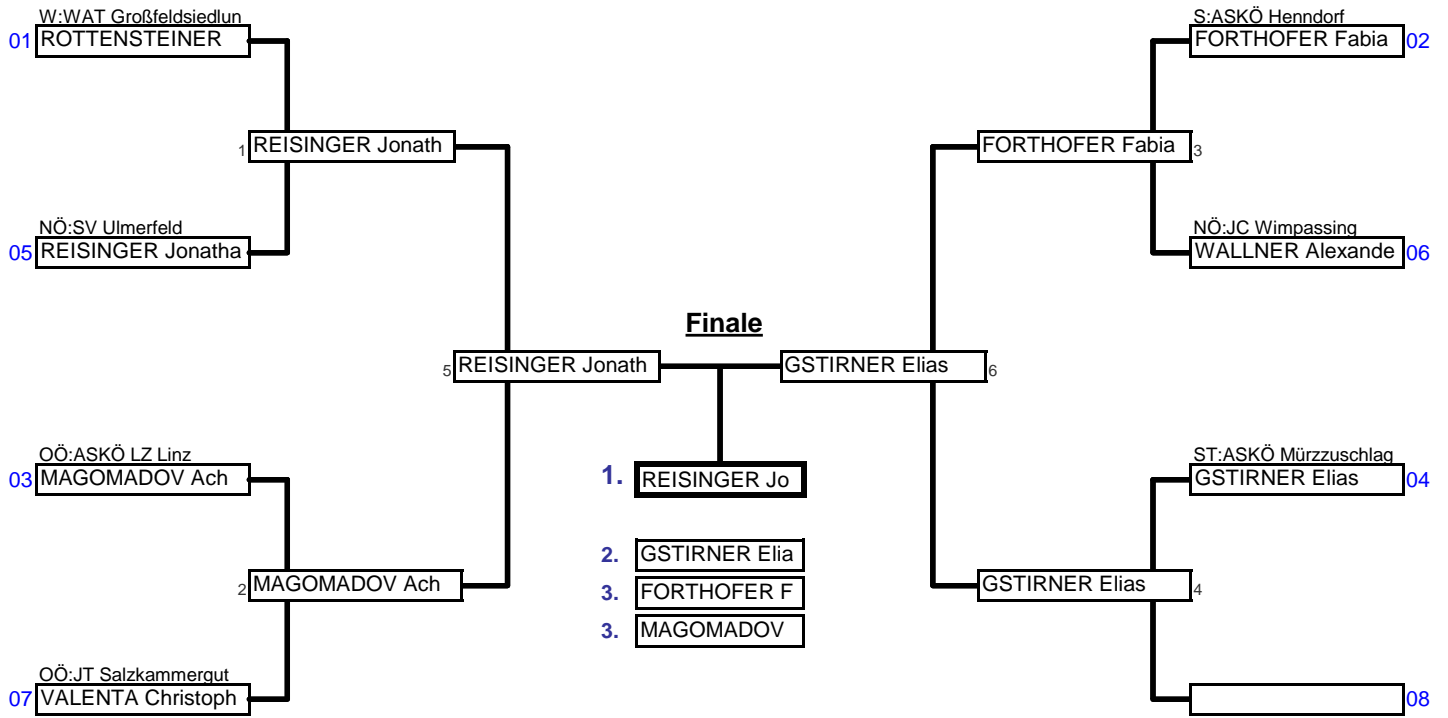 W:WAT Großfeldsiedlun
01 ROTTENSTEINER
1 REISINGER Jonath
NÖ:SV Ulmerfeld
05 REISINGER Jonatha
5 REISINGER Jonath
OÖ:ASKÖ LZ Linz
03 MAGOMADOV Ach
2 MAGOMADOV Ach
OÖ:JT Salzkammergut
07 VALENTA Christoph
Finale
1. REISINGER Jo
2. GSTIRNER Elia
3. FORTHOFER F
3. MAGOMADOV
S:ASKÖ Henndorf
FORTHOFER Fabia 02
FORTHOFER Fabia 3
NÖ:JC Wimpassing
WALLNER Alexande 06
GSTIRNER Elias 6
ST:ASKÖ Mürzzuschlag
GSTIRNER Elias 04
GSTIRNER Elias 4
08